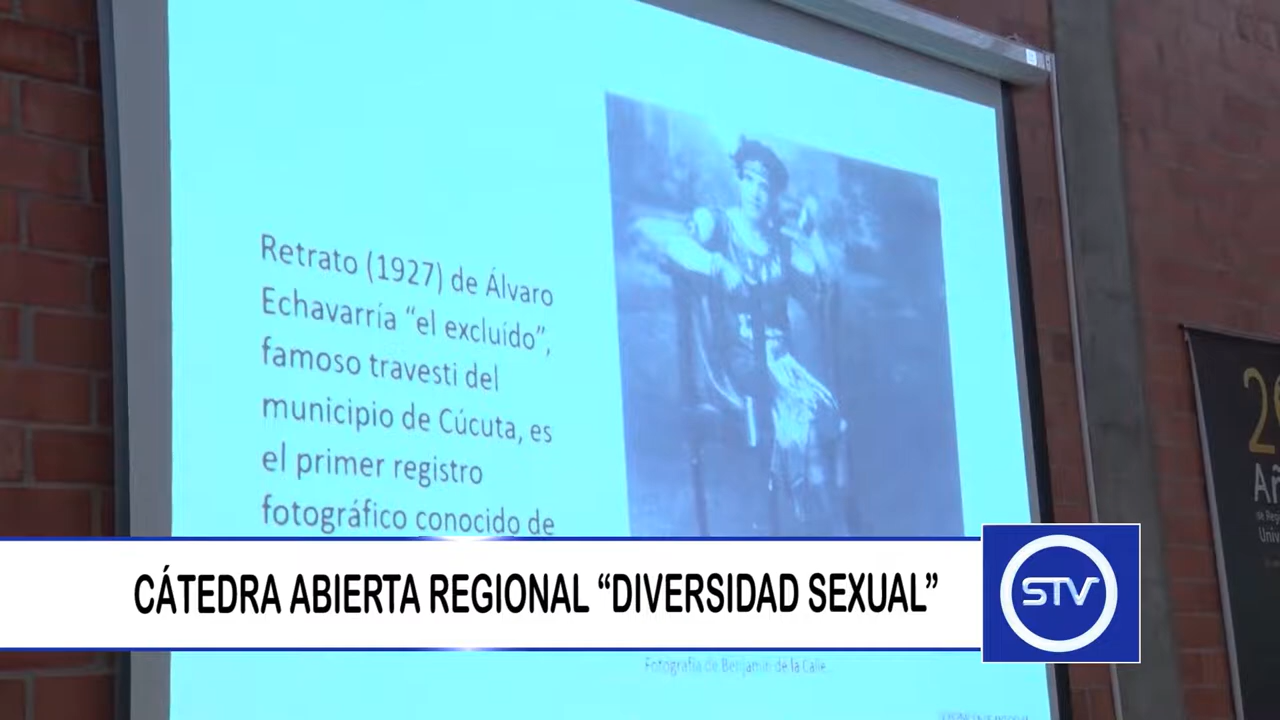 Retrato (1927) de Álvaro
Echavarría “el excluído”,
famoso travesti del
municipio de Cúcuta, es
el primer registro
fotográfico conocido de
CÁTEDRA ABIERTA REGIONAL “DIVERSIDAD SEXUAL”
STV
Fotografía de Benjamín de la Calle